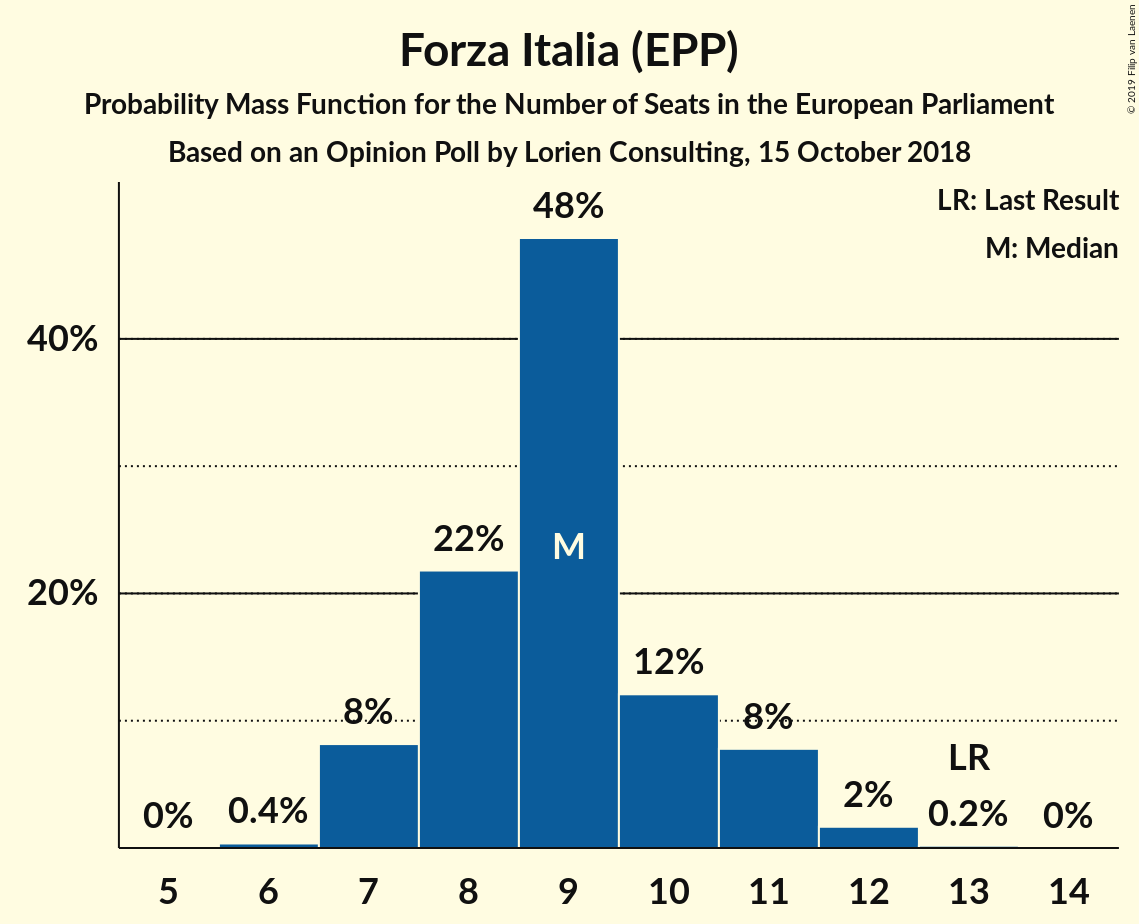 Forza Italia (EPP)
Probability Mass Function for the Number of Seats in the European Parliament
Based on an Opinion Poll by Lorien Consulting, 15 October 2018
© 2019 Filip van Laenen
LR: Last Result
M: Median
48%
40%
22%
M
20%
12%
8%
8%
LR
2%
0%
0.4%
0.2%
0%
5 6 7 8 9 10 11 12 13 14